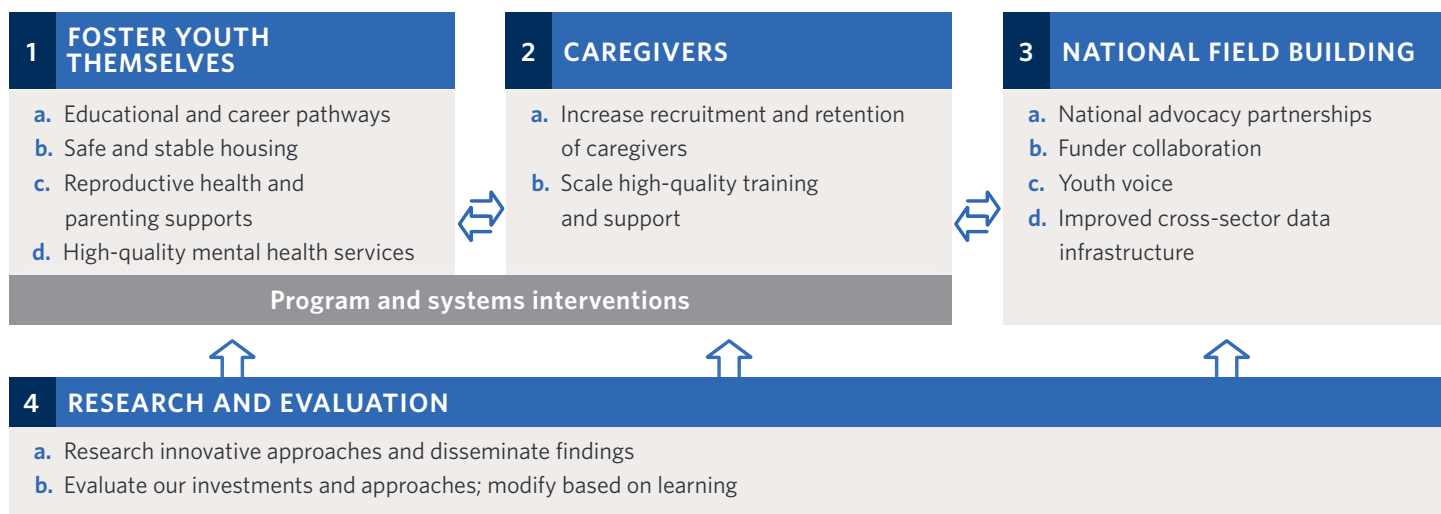 1 FOSTER YOUTH
THEMSELVES
a. Educational and career pathways
b. Safe and stable housing
c. Reproductive health and
parenting supports
d. High-quality mental health services
2 CAREGIVERS
a. Increase recruitment and retention
of caregivers
b. Scale high-quality training
and support
Program and systems interventions
3 NATIONAL FIELD BUILDING
a. National advocacy partnerships
b. Funder collaboration
c. Youth voice
d. Improved cross-sector data
infrastructure
4 RESEARCH AND EVALUATION
a. Research innovative approaches and disseminate findings
b. Evaluate our investments and approaches; modify based on learning